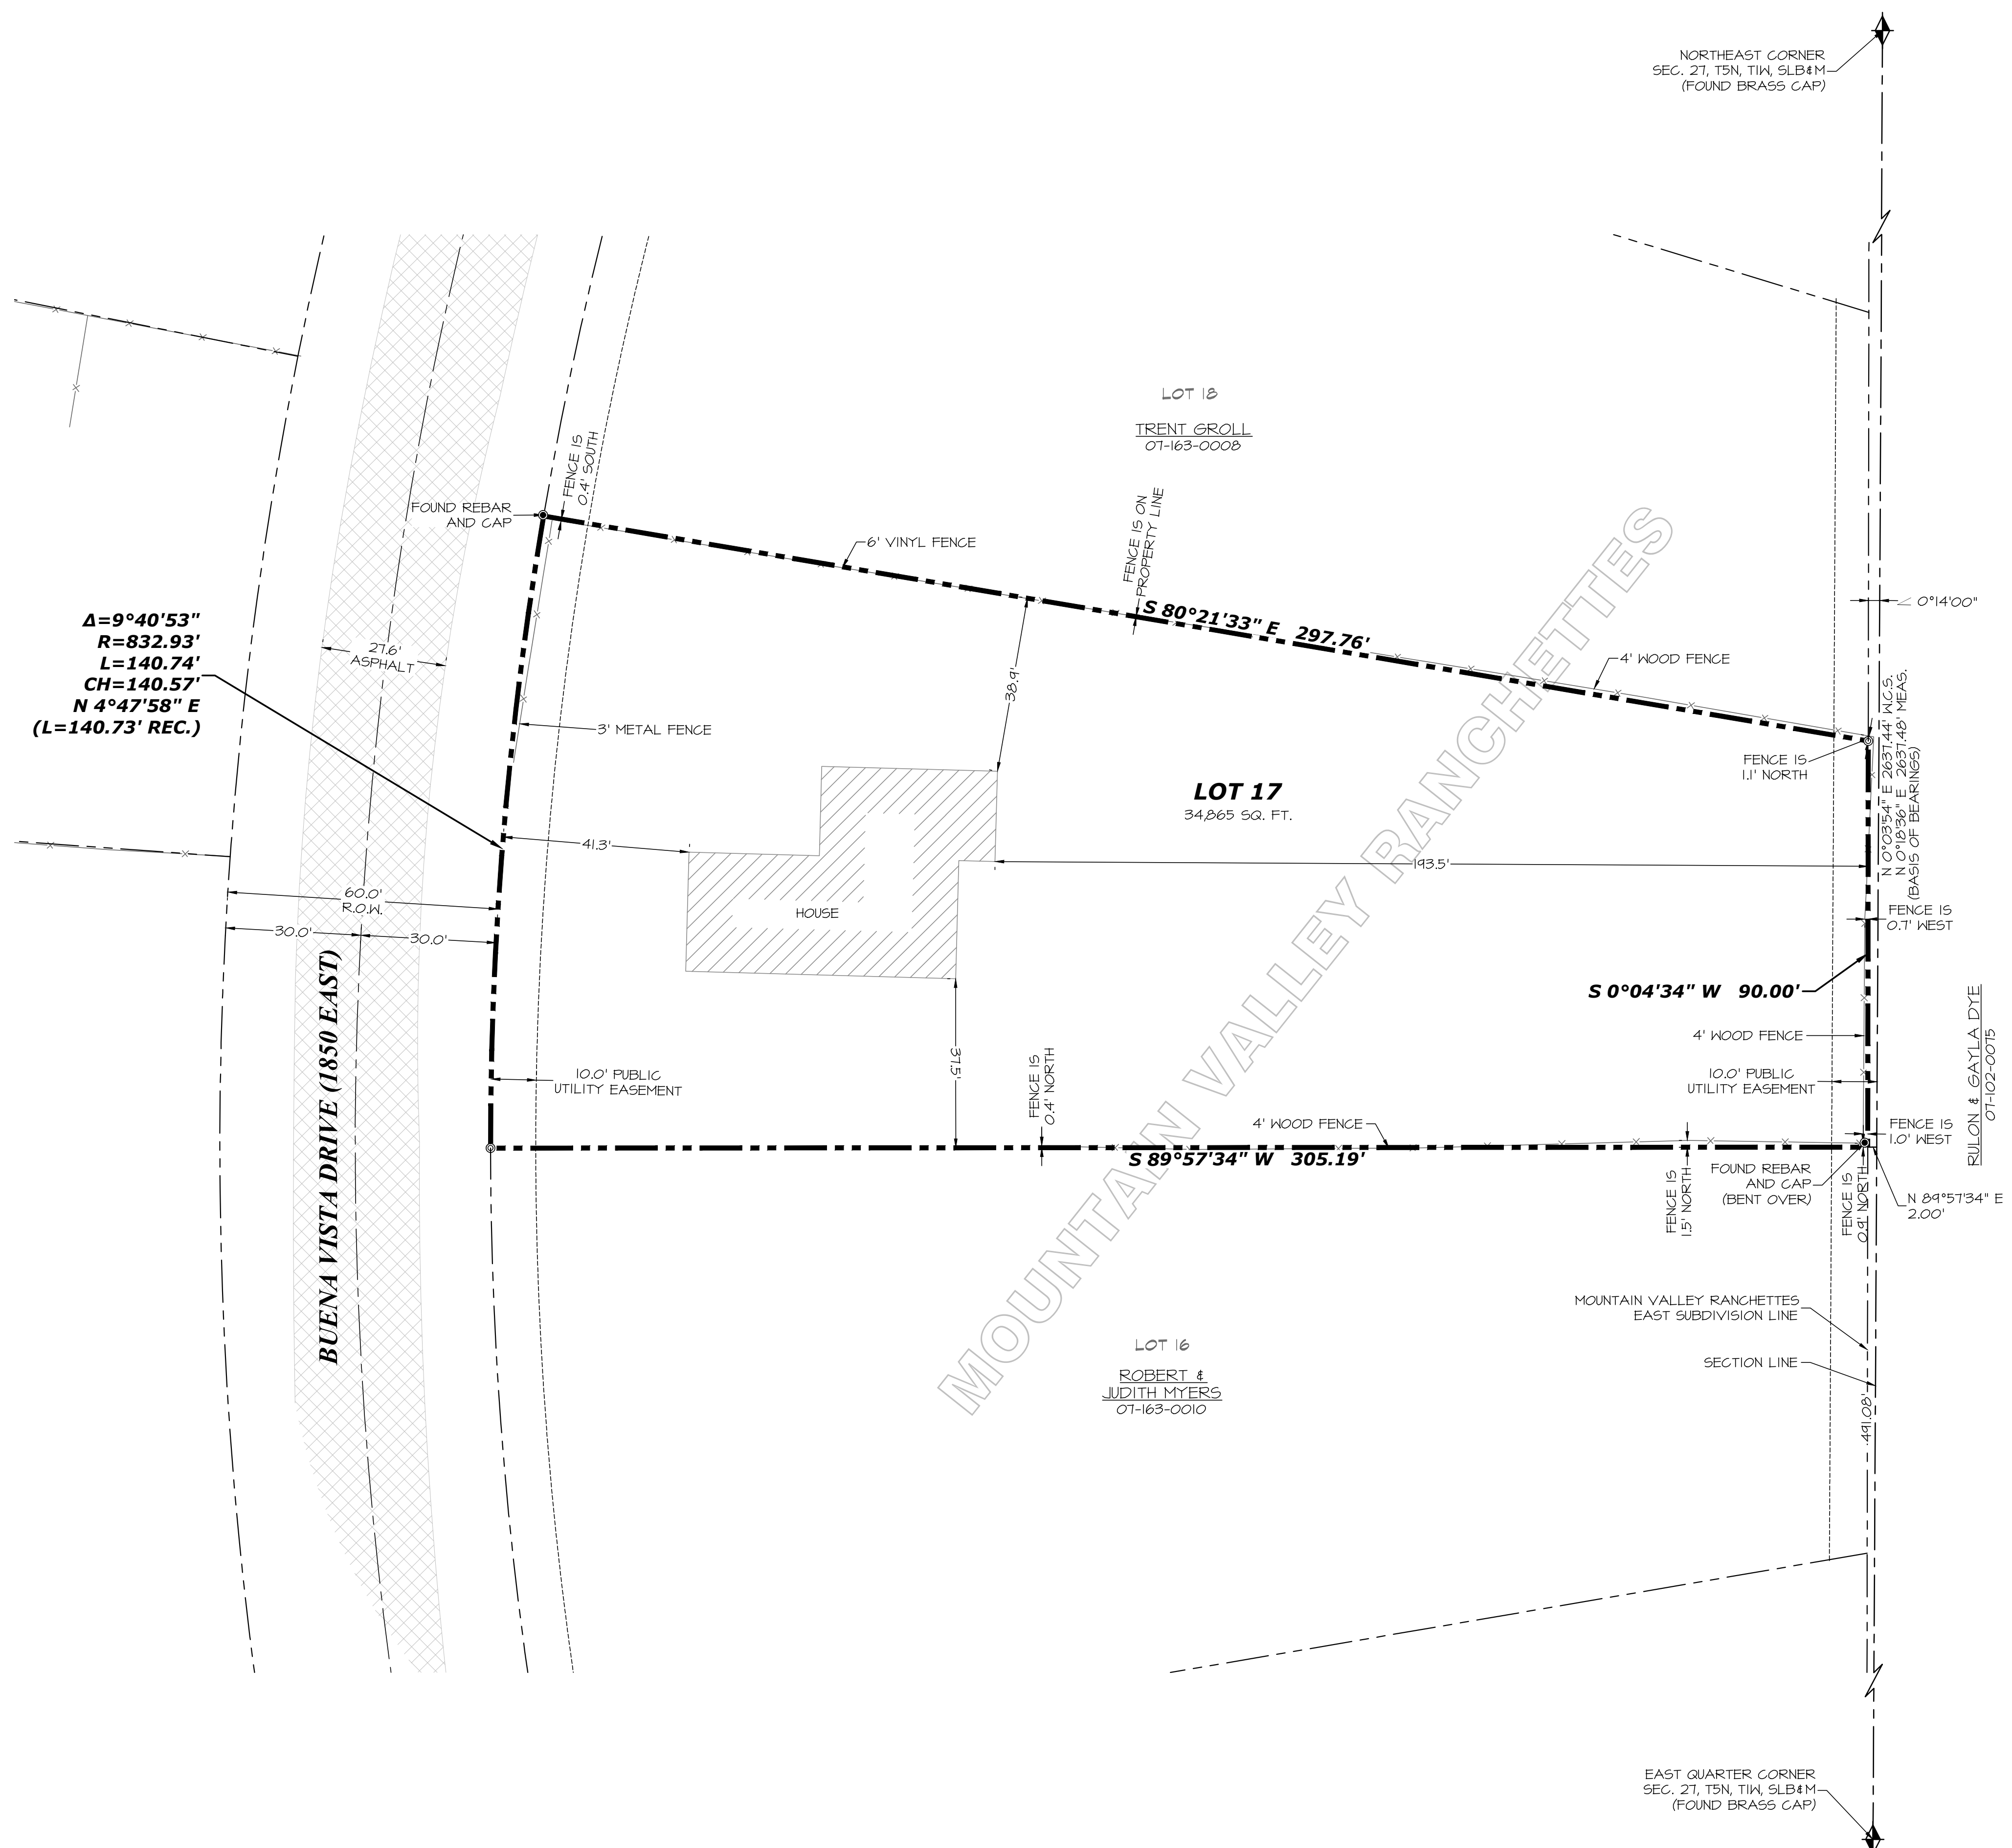 NORTHEAST CORNER
SEC. 27, T5N, T1W, SLB&M
(FOUND BRASS CAP)
LOT 18
TRENT GROLL
07-163-0008
FENCE IS
0.4' SOUTH
FOUND REBAR
AND CAP
6' VINYL FENCE
FENCE IS ON
PROPERTY LINE
S 80°21'33" E 297.76'
∠ 0°14'00"
Δ=9°40'53"
R=832.93'
L=140.74'
CH=140.57'
N 4°47'58" E
(L=140.73' REC.)
27.6'
ASPHALT
38.9'
4' WOOD FENCE
3' METAL FENCE
N 0°03'54" E 2637.44' W.C.S.
N 0°18'36" E 2637.48' MEAS.
(BASIS OF BEARINGS)
FENCE IS
1.1' NORTH
LOT 17
34,865 SQ. FT.
41.3'
193.5'
60.0'
R.O.W.
30.0'
30.0'
HOUSE
FENCE IS
0.7' WEST
S 0°04'34" W 90.00'
BUENA VISTA DRIVE (1850 EAST)
MOUNTAIN VALLEY RANCHETTES
RULON & GAYLA DYE
07-102-0075
4' WOOD FENCE
37.5'
10.0' PUBLIC
UTILITY EASEMENT
FENCE IS
0.4' NORTH
10.0' PUBLIC
UTILITY EASEMENT
4' WOOD FENCE
FENCE IS
1.0' WEST
S 89°57'34" W 305.19'
FENCE IS
1.5' NORTH
FOUND REBAR
AND CAP
(BENT OVER)
FENCE IS
0.9' NORTH
N 89°57'34" E
2.00'
MOUNTAIN VALLEY RANCHETTES
EAST SUBDIVISION LINE
SECTION LINE
LOT 16
ROBERT &
JUDITH MYERS
07-163-0010
491.08'
EAST QUARTER CORNER
SEC. 27, T5N, T1W, SLB&M
(FOUND BRASS CAP)